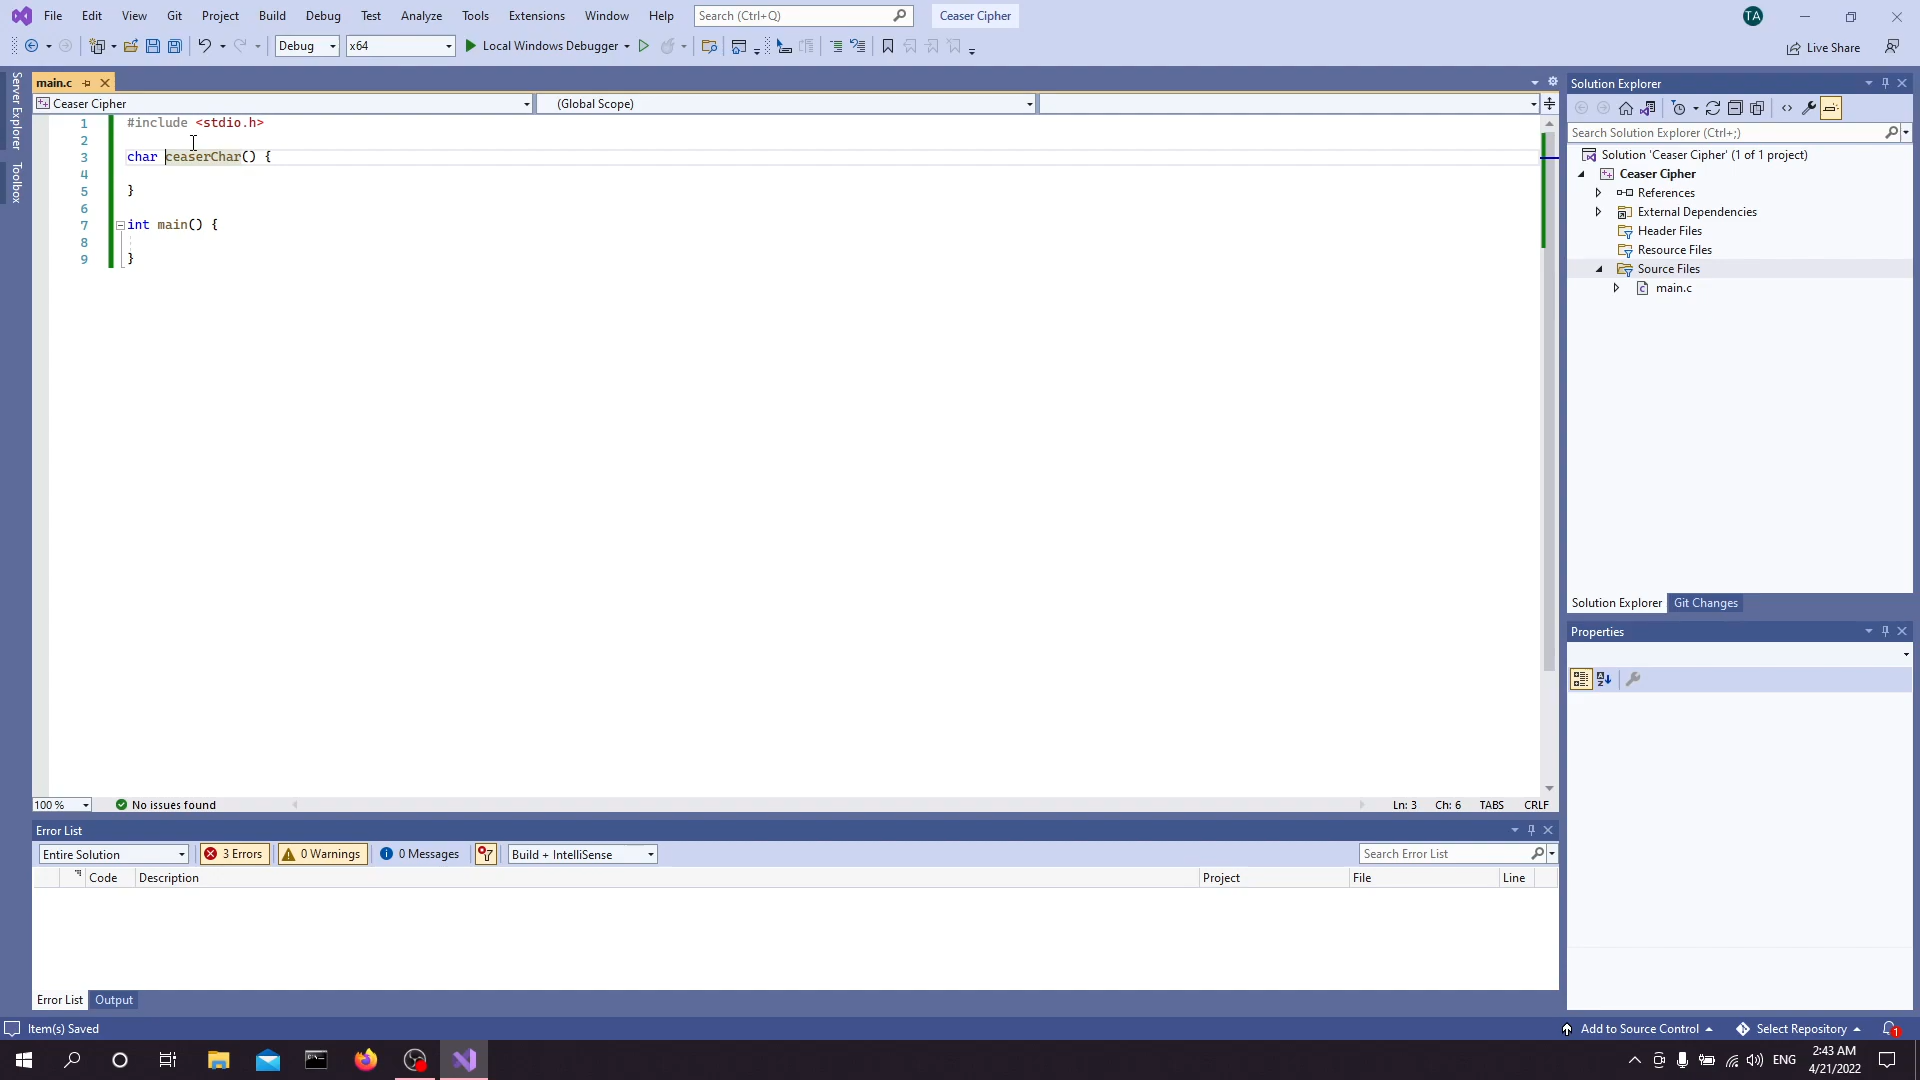 File Edit View Git Project Build Debug Test Analyze Tools Extensions Window Help Search (Ctrl+Q) Ceaser Cipher TA
Debug x64 Local Windows Debugger Live Share
Server Explorer
Toolbox
main.c
Ceaser Cipher (Global Scope)
1 #include <stdio.h>
2
3 char ceaserChar() {
4
5 }
6
7 int main() {
8
9 }
100 % No issues found Ln: 3 Ch: 6 TABS CRLF
Error List
Entire Solution 3 Errors 0 Warnings 0 Messages Build + IntelliSense Search Error List
Code Description Project File Line
Error List Output
Solution Explorer
Search Solution Explorer (Ctrl+;)
Solution 'Ceaser Cipher' (1 of 1 project)
Ceaser Cipher
References
External Dependencies
Header Files
Resource Files
Source Files
main.c
Solution Explorer Git Changes
Properties
Item(s) Saved Add to Source Control Select Repository 1
ENG 2:43 AM
4/21/2022